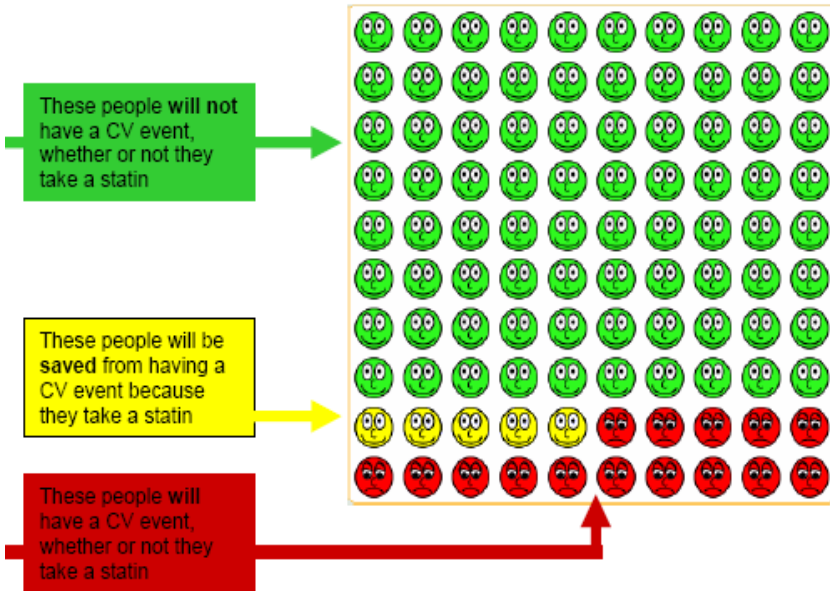 These people will not
have a CV event,
whether or not they
take a statin
These people will be
saved from having a
CV event because
they take a statin
These people will
have a CV event,
whether or not they
take a statin